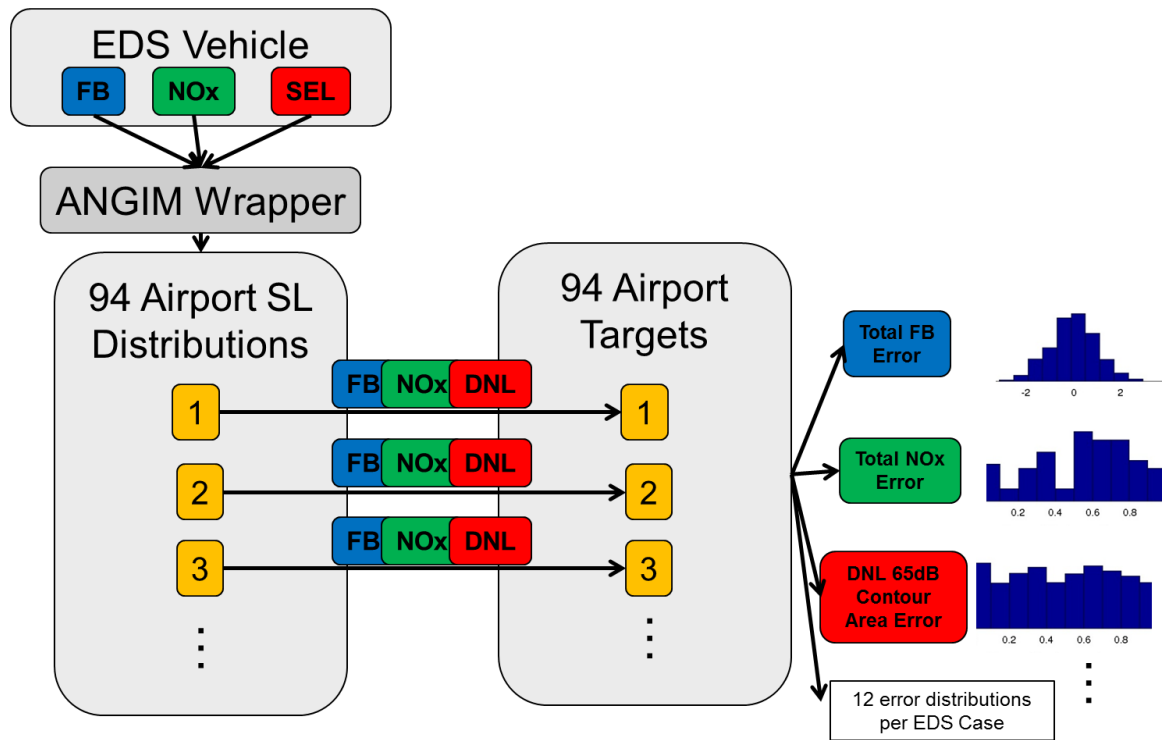 EDS Vehicle
FB NOx SEL
ANGIM Wrapper
94 Airport SL
Distributions
94 Airport
Targets
FB NOx DNL
1 1
FB NOx DNL
2 2
FB NOx DNL
3 3
Total FB
Error
-2 0 2
Total NOx
Error
0.2 0.4 0.6 0.8
DNL 65dB
Contour
Area Error
0.2 0.4 0.6 0.8
12 error distributions
per EDS Case